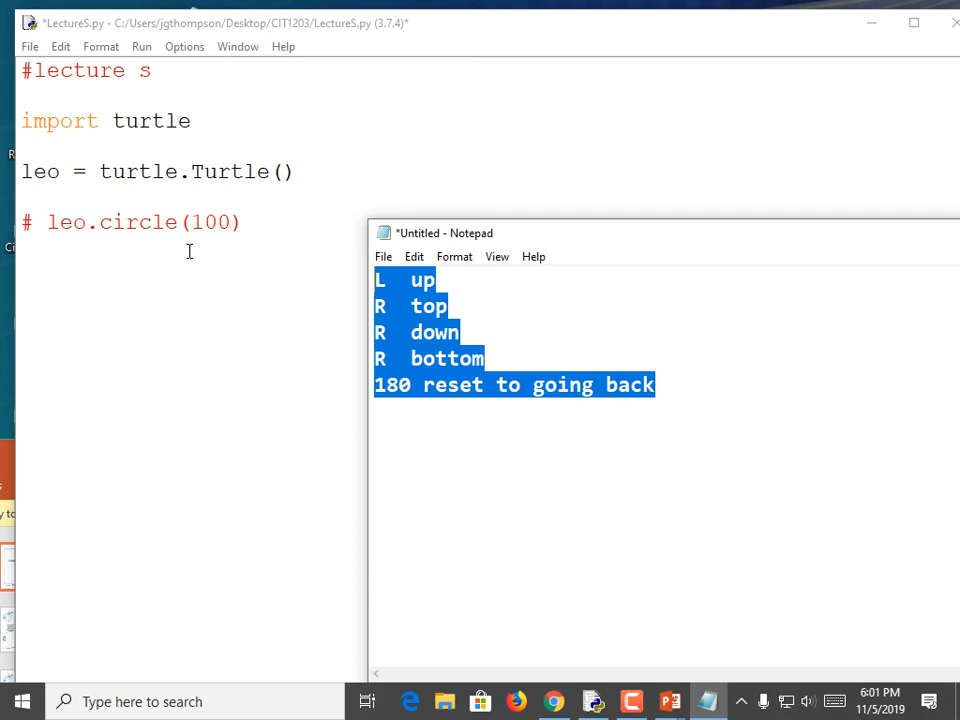 *LectureS.py - C:/Users/jgthompson/Desktop/CIT1203/LectureS.py (3.7.4)*
File Edit Format Run Options Window Help
#lecture s
import turtle
leo = turtle.Turtle()
# leo.circle(100)
*Untitled - Notepad
File Edit Format View Help
L up
R top
R down
R bottom
180 reset to going back
Type here to search
6:01 PM
11/5/2019